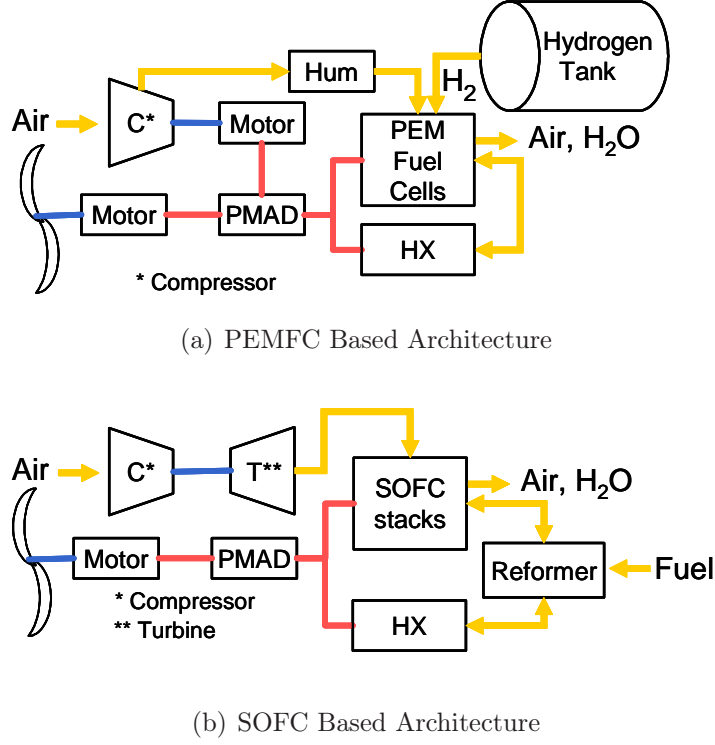 Hydrogen
Tank
Hum
H₂
Air
C*
Motor
PEM
Fuel
Cells
Air, H₂O
Motor
PMAD
HX
* Compressor
(a) PEMFC Based Architecture
Air
C*
T**
SOFC
stacks
Air, H₂O
Motor
PMAD
Reformer
Fuel
* Compressor
** Turbine
HX
(b) SOFC Based Architecture